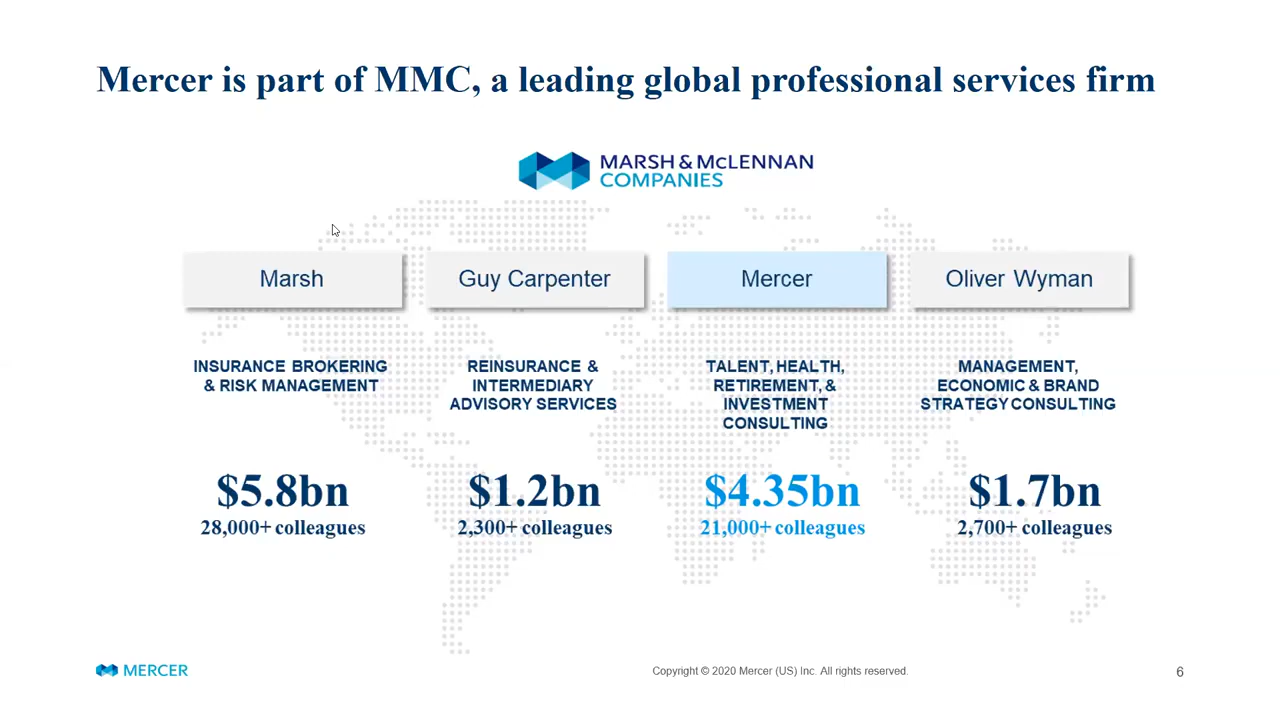 Mercer is part of MMC, a leading global professional services firm
MARSH & McLENNAN
COMPANIES
Marsh
Guy Carpenter
Mercer
Oliver Wyman
INSURANCE BROKERING
& RISK MANAGEMENT
REINSURANCE &
INTERMEDIARY
ADVISORY SERVICES
TALENT, HEALTH,
RETIREMENT, &
INVESTMENT
CONSULTING
MANAGEMENT,
ECONOMIC & BRAND
STRATEGY CONSULTING
$5.8bn
28,000+ colleagues
$1.2bn
2,300+ colleagues
$4.35bn
21,000+ colleagues
$1.7bn
2,700+ colleagues
MERCER
Copyright © 2020 Mercer (US) Inc. All rights reserved.
6